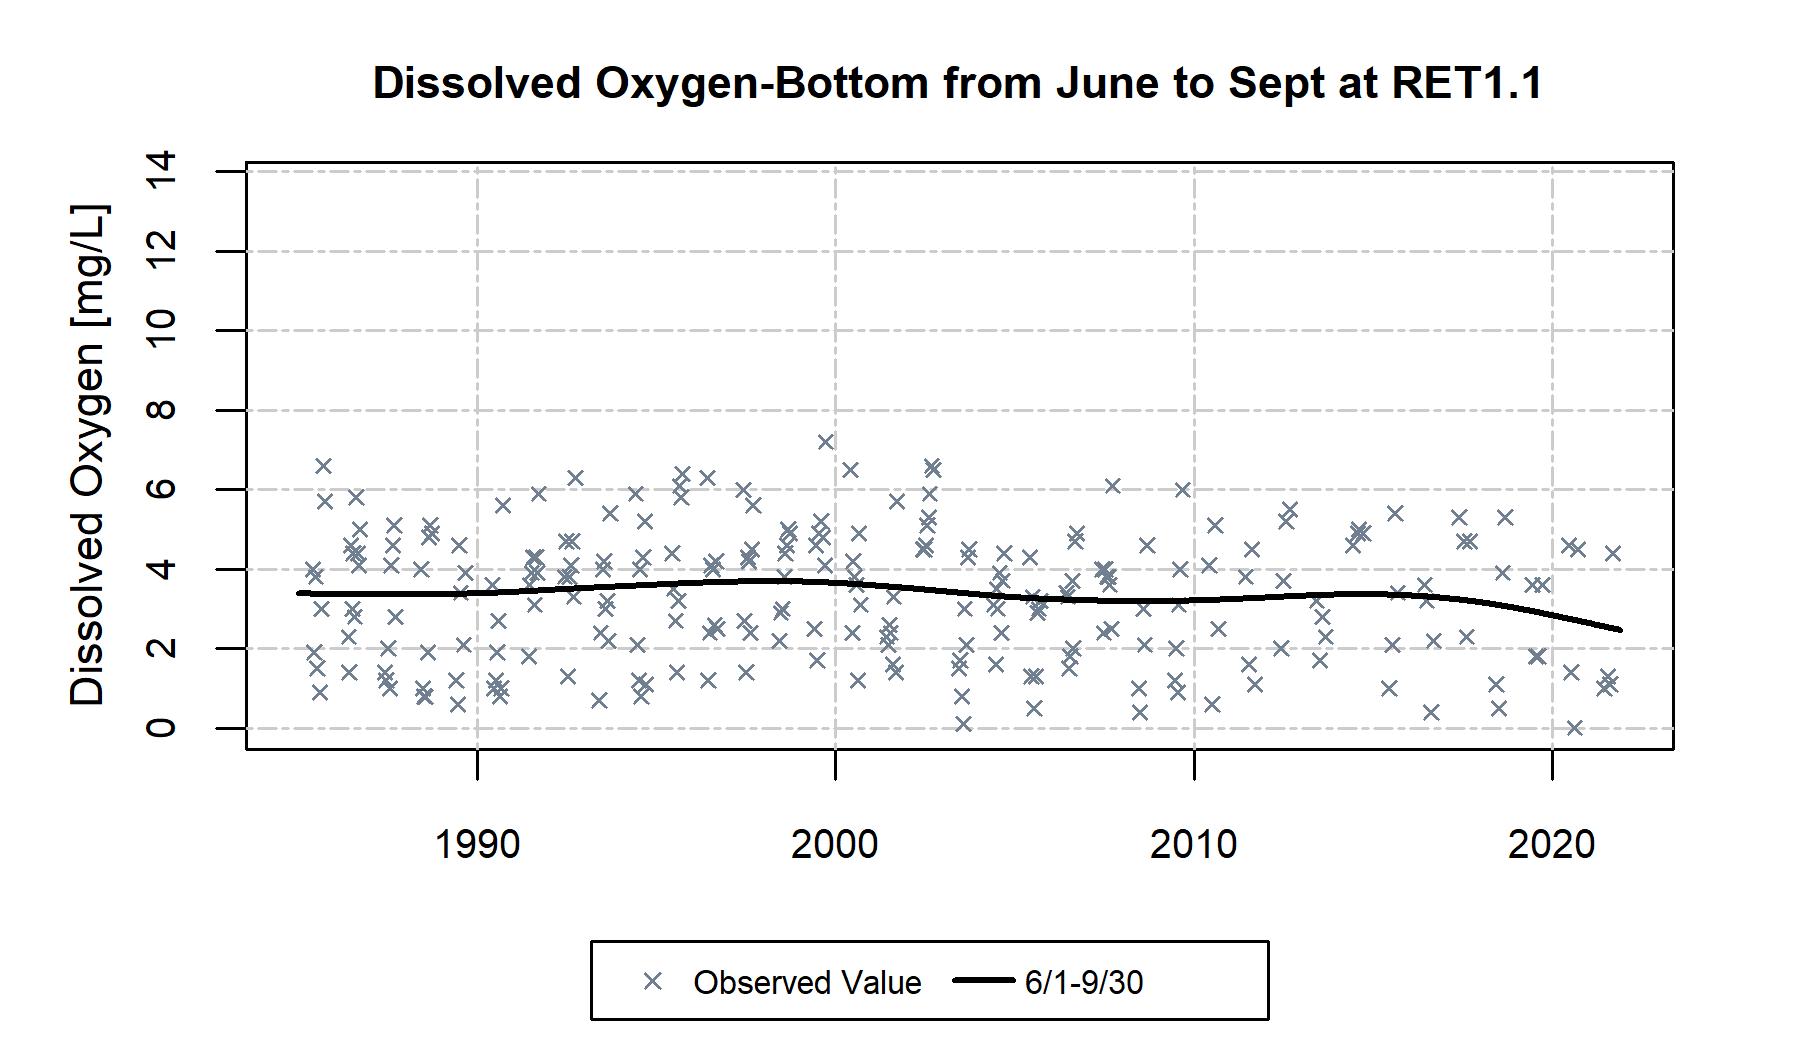 Dissolved Oxygen-Bottom from June to Sept at RET1.1
Dissolved Oxygen [mg/L]
14
12
10
8
6
4
2
0
1990 2000 2010 2020
Observed Value 6/1-9/30